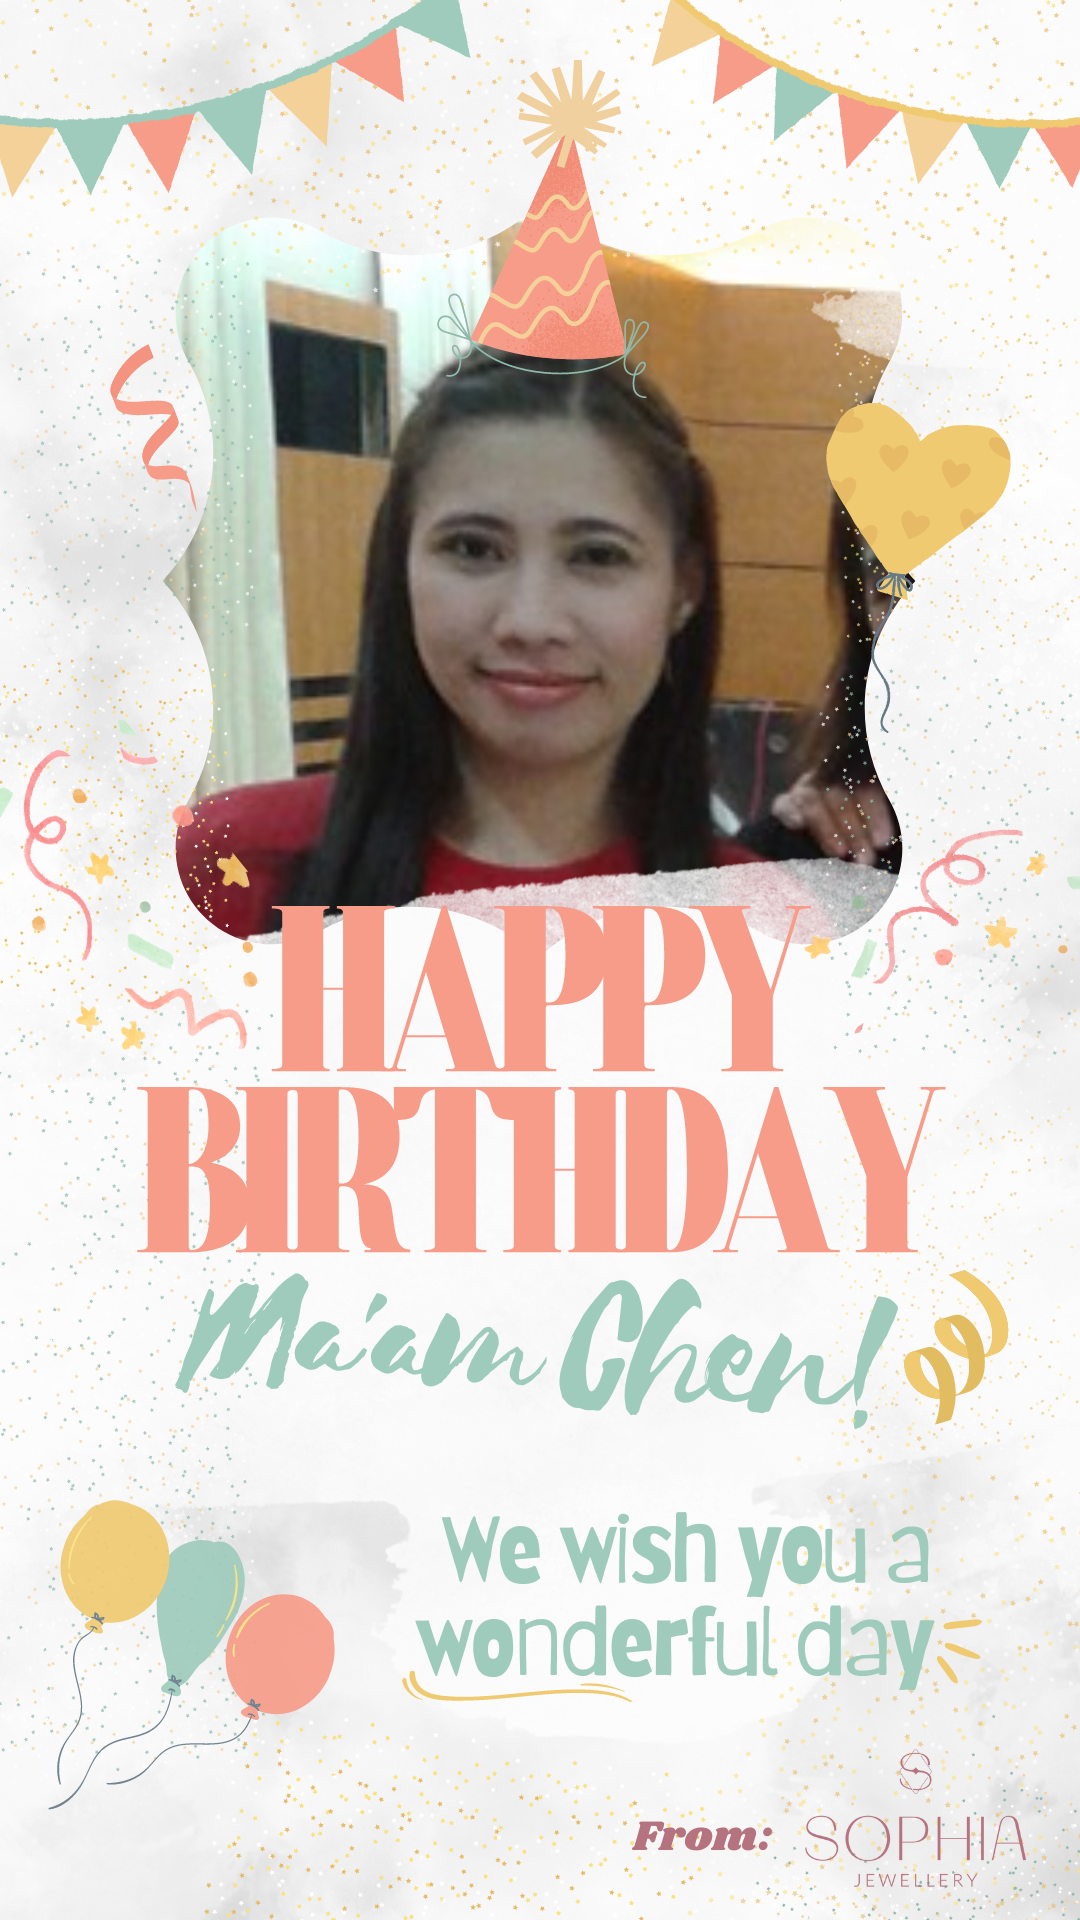 HAPPY
BIRTHDAY
Ma'am Chen!
We wish you a
wonderful day
From: SOPHIA
JEWELLERY